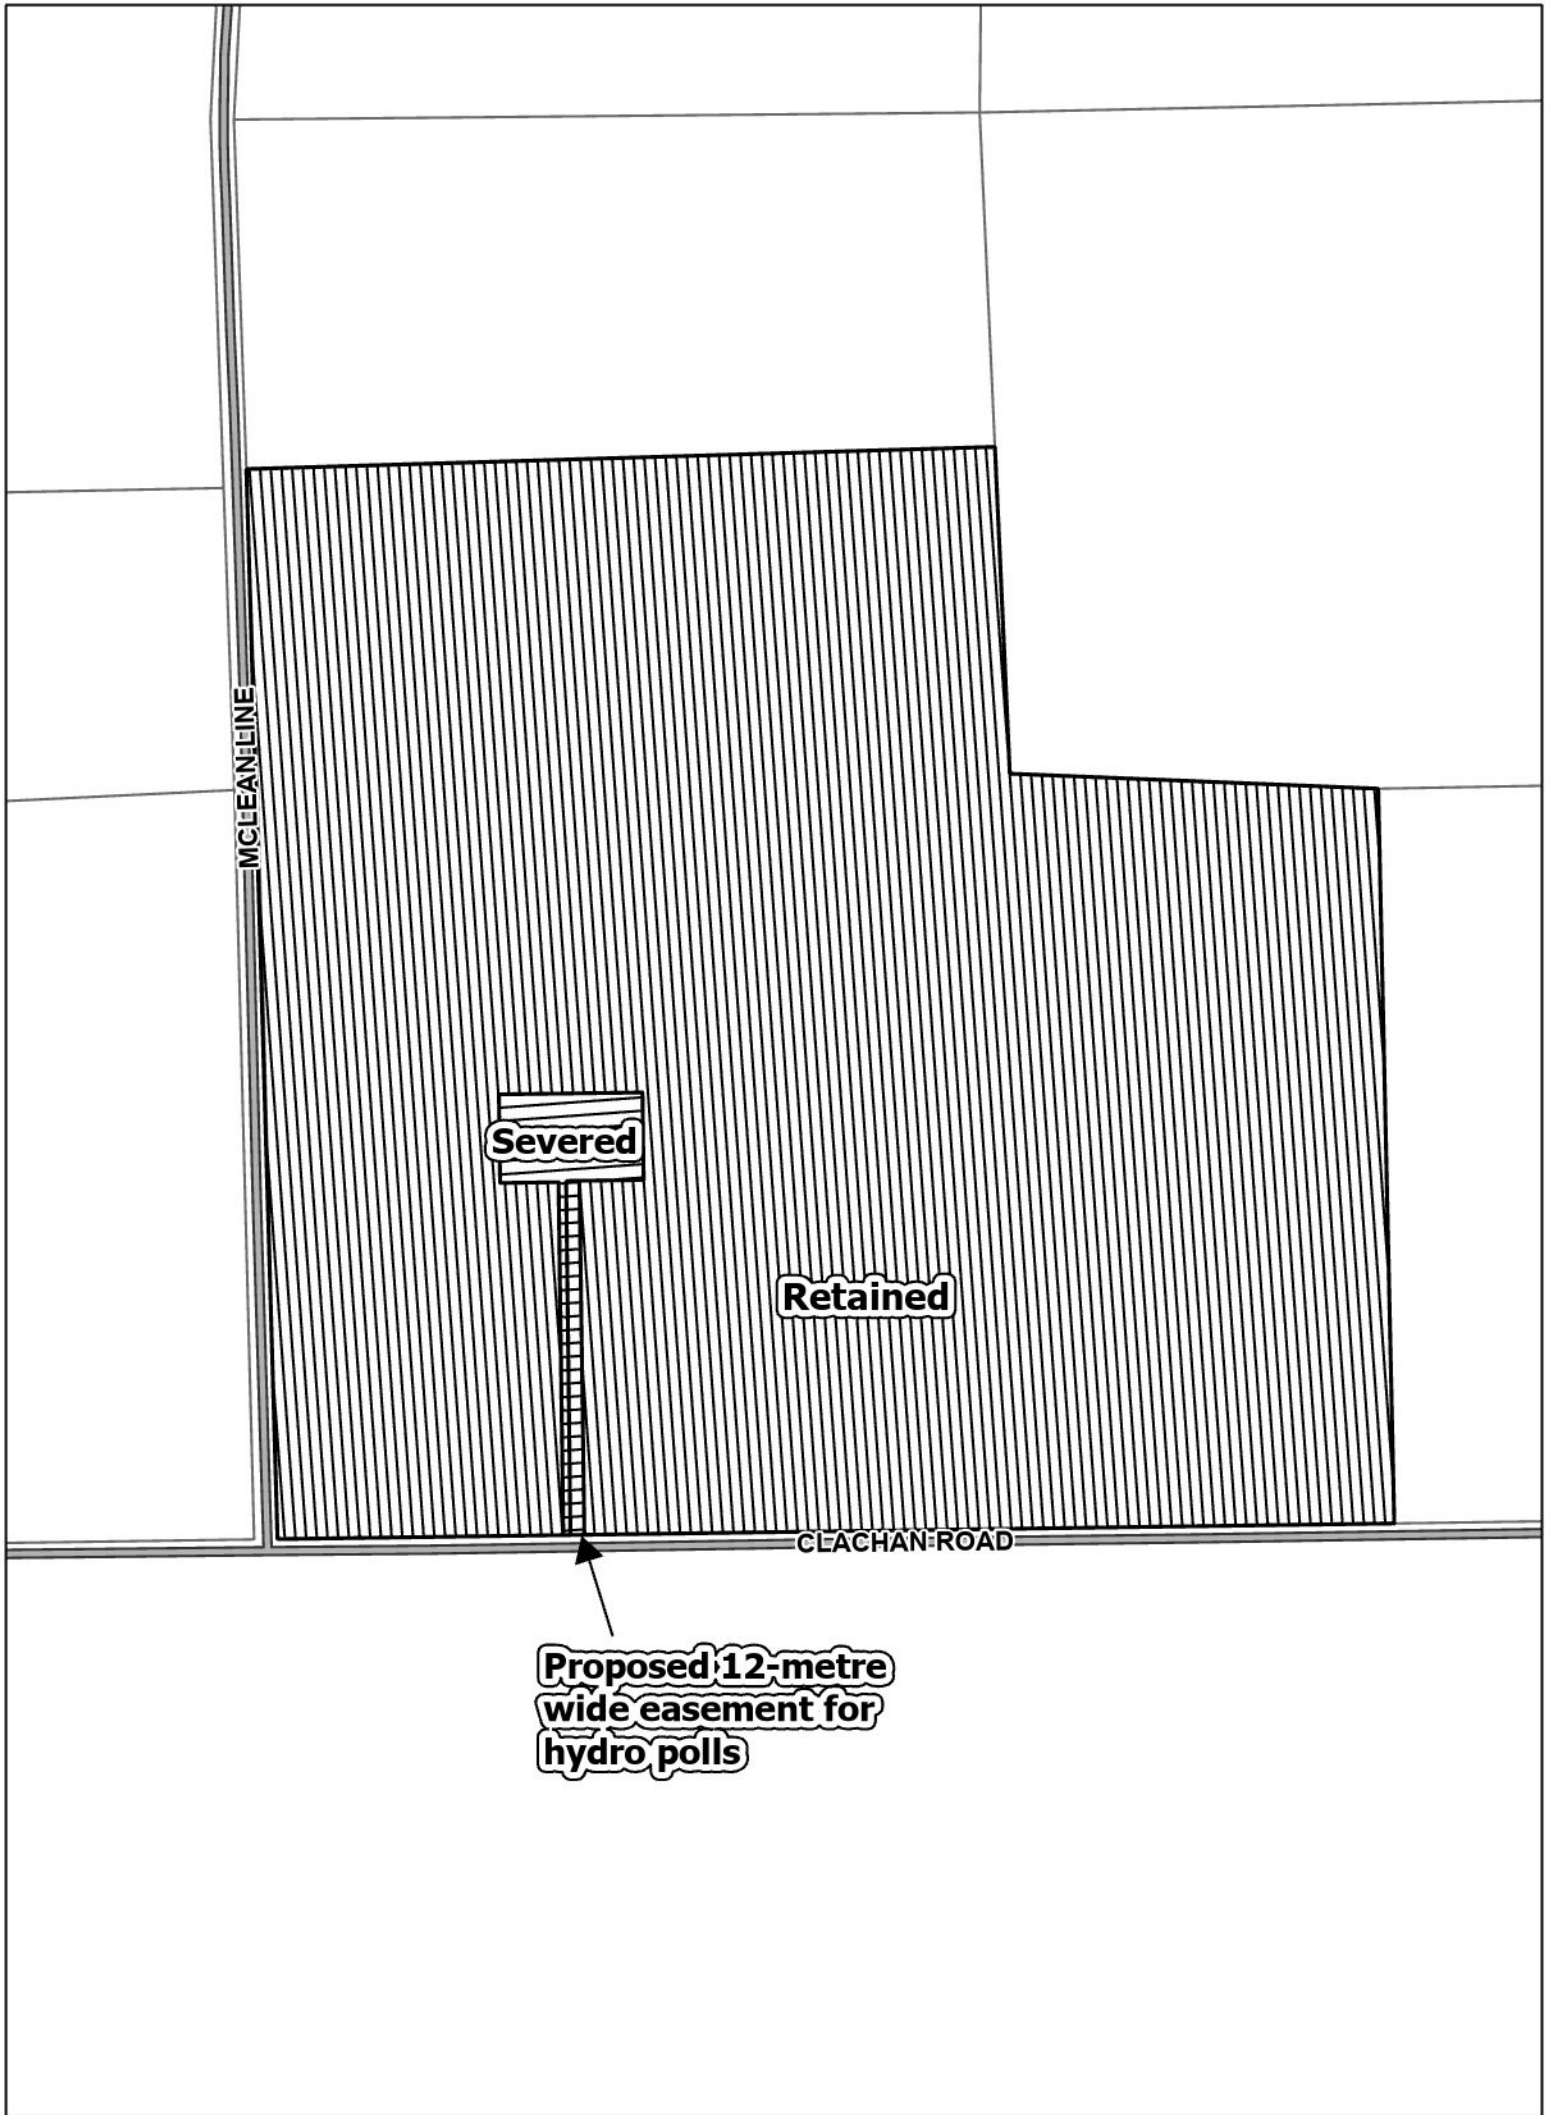 MCLEAN LINE
Severed
Retained
CLACHAN ROAD
Proposed 12-metre
wide easement for
hydro polls